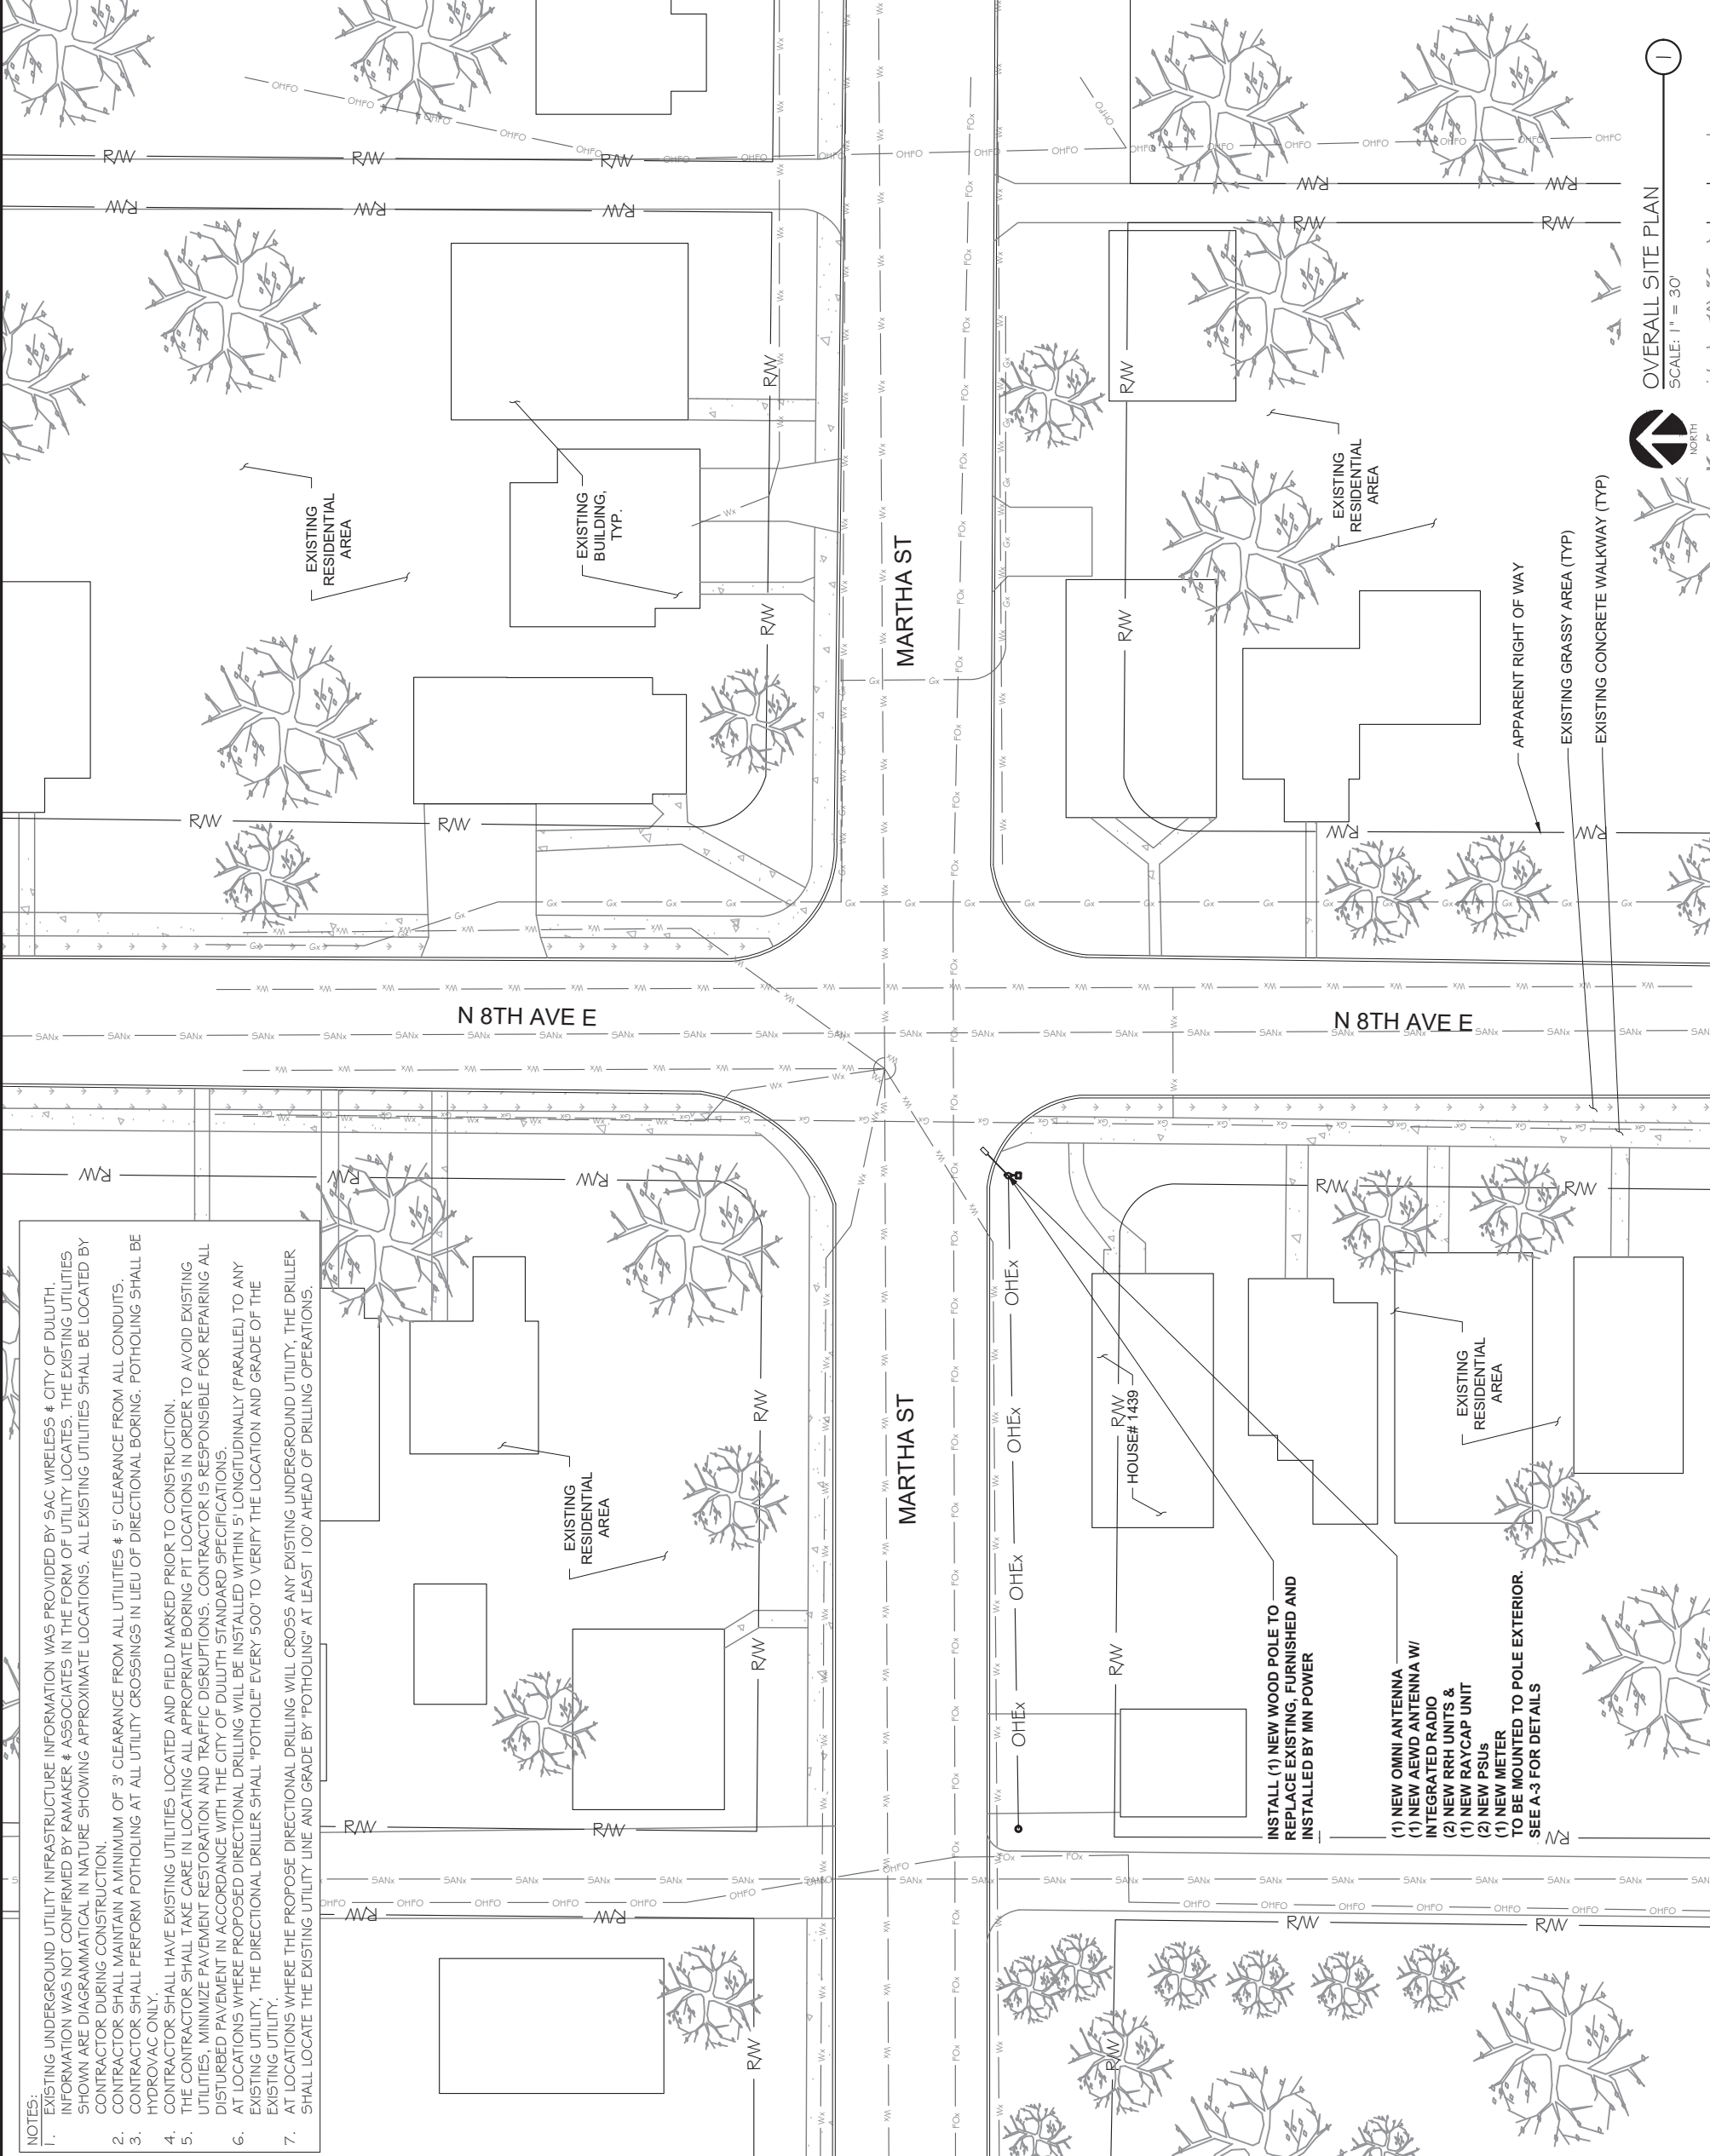 NOTES:
1. EXISTING UNDERGROUND UTILITY INFRASTRUCTURE INFORMATION WAS PROVIDED BY SAC WIRELESS & CITY OF DULUTH.
INFORMATION WAS NOT CONFIRMED BY RAMAKER & ASSOCIATES IN THE FORM OF UTILITY LOCATES. THE EXISTING UTILITIES
SHOWN ARE DIAGRAMMATICAL IN NATURE SHOWING APPROXIMATE LOCATIONS. ALL EXISTING UTILITIES SHALL BE LOCATED BY
CONTRACTOR DURING CONSTRUCTION.
2. CONTRACTOR SHALL MAINTAIN A MINIMUM OF 3' CLEARANCE FROM ALL UTILITIES & 5' CLEARANCE FROM ALL CONDUITS.
3. CONTRACTOR SHALL PERFORM POTHOLING AT ALL UTILITY CROSSINGS IN LIEU OF DIRECTIONAL BORING. POTHOLING SHALL BE
HYDROVAC ONLY.
4. CONTRACTOR SHALL HAVE EXISTING UTILITIES LOCATED AND FIELD MARKED PRIOR TO CONSTRUCTION.
5. THE CONTRACTOR SHALL TAKE CARE IN LOCATING ALL APPROPRIATE BORING PIT LOCATIONS IN ORDER TO AVOID EXISTING
UTILITIES, MINIMIZE PAVEMENT RESTORATION AND TRAFFIC DISRUPTIONS. CONTRACTOR IS RESPONSIBLE FOR REPAIRING ALL
DISTURBED PAVEMENT IN ACCORDANCE WITH THE CITY OF DULUTH STANDARD SPECIFICATIONS.
6. AT LOCATIONS WHERE PROPOSED DIRECTIONAL DRILLING WILL BE INSTALLED WITHIN 5' LONGITUDINALLY (PARALLEL) TO ANY
EXISTING UTILITY, THE DIRECTIONAL DRILLER SHALL "POTHOLE" EVERY 500' TO VERIFY THE LOCATION AND GRADE OF THE
EXISTING UTILITY.
7. AT LOCATIONS WHERE THE PROPOSE DIRECTIONAL DRILLING WILL CROSS ANY EXISTING UNDERGROUND UTILITY, THE DRILLER
SHALL LOCATE THE EXISTING UTILITY LINE AND GRADE BY "POTHOLING" AT LEAST 100' AHEAD OF DRILLING OPERATIONS.
EXISTING
RESIDENTIAL
AREA
EXISTING
BUILDING,
TYP.
N 8TH AVE E
EXISTING
RESIDENTIAL
AREA
MARTHA ST
MARTHA ST
OHEx
OHEx
OHEx
OHEx
HOUSE# 1439
N 8TH AVE E
EXISTING
RESIDENTIAL
AREA
EXISTING
RESIDENTIAL
AREA
INSTALL (1) NEW WOOD POLE TO
REPLACE EXISTING, FURNISHED AND
INSTALLED BY MN POWER
(1) NEW OMNI ANTENNA
(1) NEW AEWD ANTENNA W/
INTEGRATED RADIO
(2) NEW RRH UNITS &
(1) NEW RAYCAP UNIT
(2) NEW PSUs
(1) NEW METER
TO BE MOUNTED TO POLE EXTERIOR.
SEE A-3 FOR DETAILS
APPARENT RIGHT OF WAY
EXISTING GRASSY AREA (TYP)
EXISTING CONCRETE WALKWAY (TYP)
R/W
SANx
OHFO
FOx
Wx
Gx
NORTH
OVERALL SITE PLAN
SCALE: 1" = 30'
1